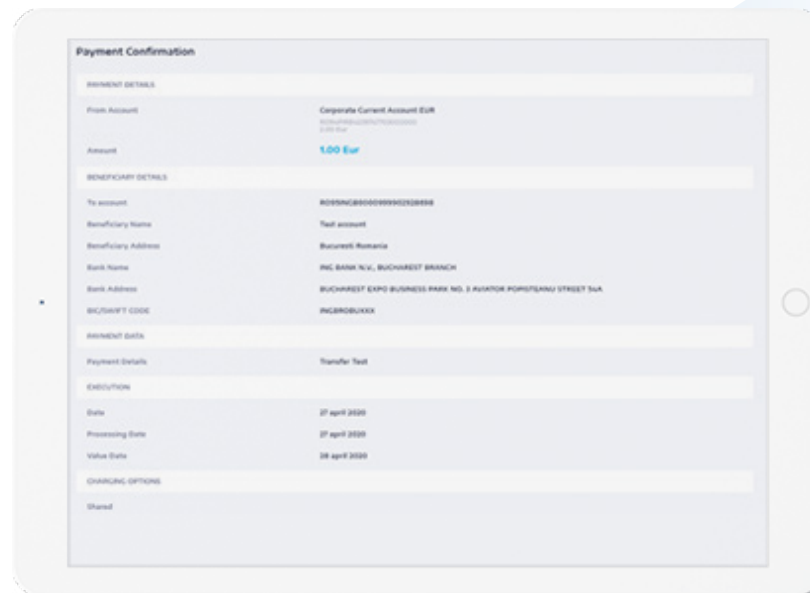 Payment Confirmation
PAYMENT DETAILS
From Account Corporate Current Account EUR
Amount 1.00 Eur
BENEFICIARY DETAILS
To account
Beneficiary Name Test account
Beneficiary Address Bucuresti Romania
Bank Name ING BANK N.V., BUCHAREST BRANCH
Bank Address BUCHAREST EXPO BUSINESS PARK NO. 2 AVIATOR POPISTEANU STREET 54A
BIC/SWIFT CODE INGBROBUXXX
PAYMENT DATA
Payment Details Transfer Test
EXECUTION
Date 27 april 2020
Processing Date 27 april 2020
Value Date 28 april 2020
CHARGING OPTIONS
Shared